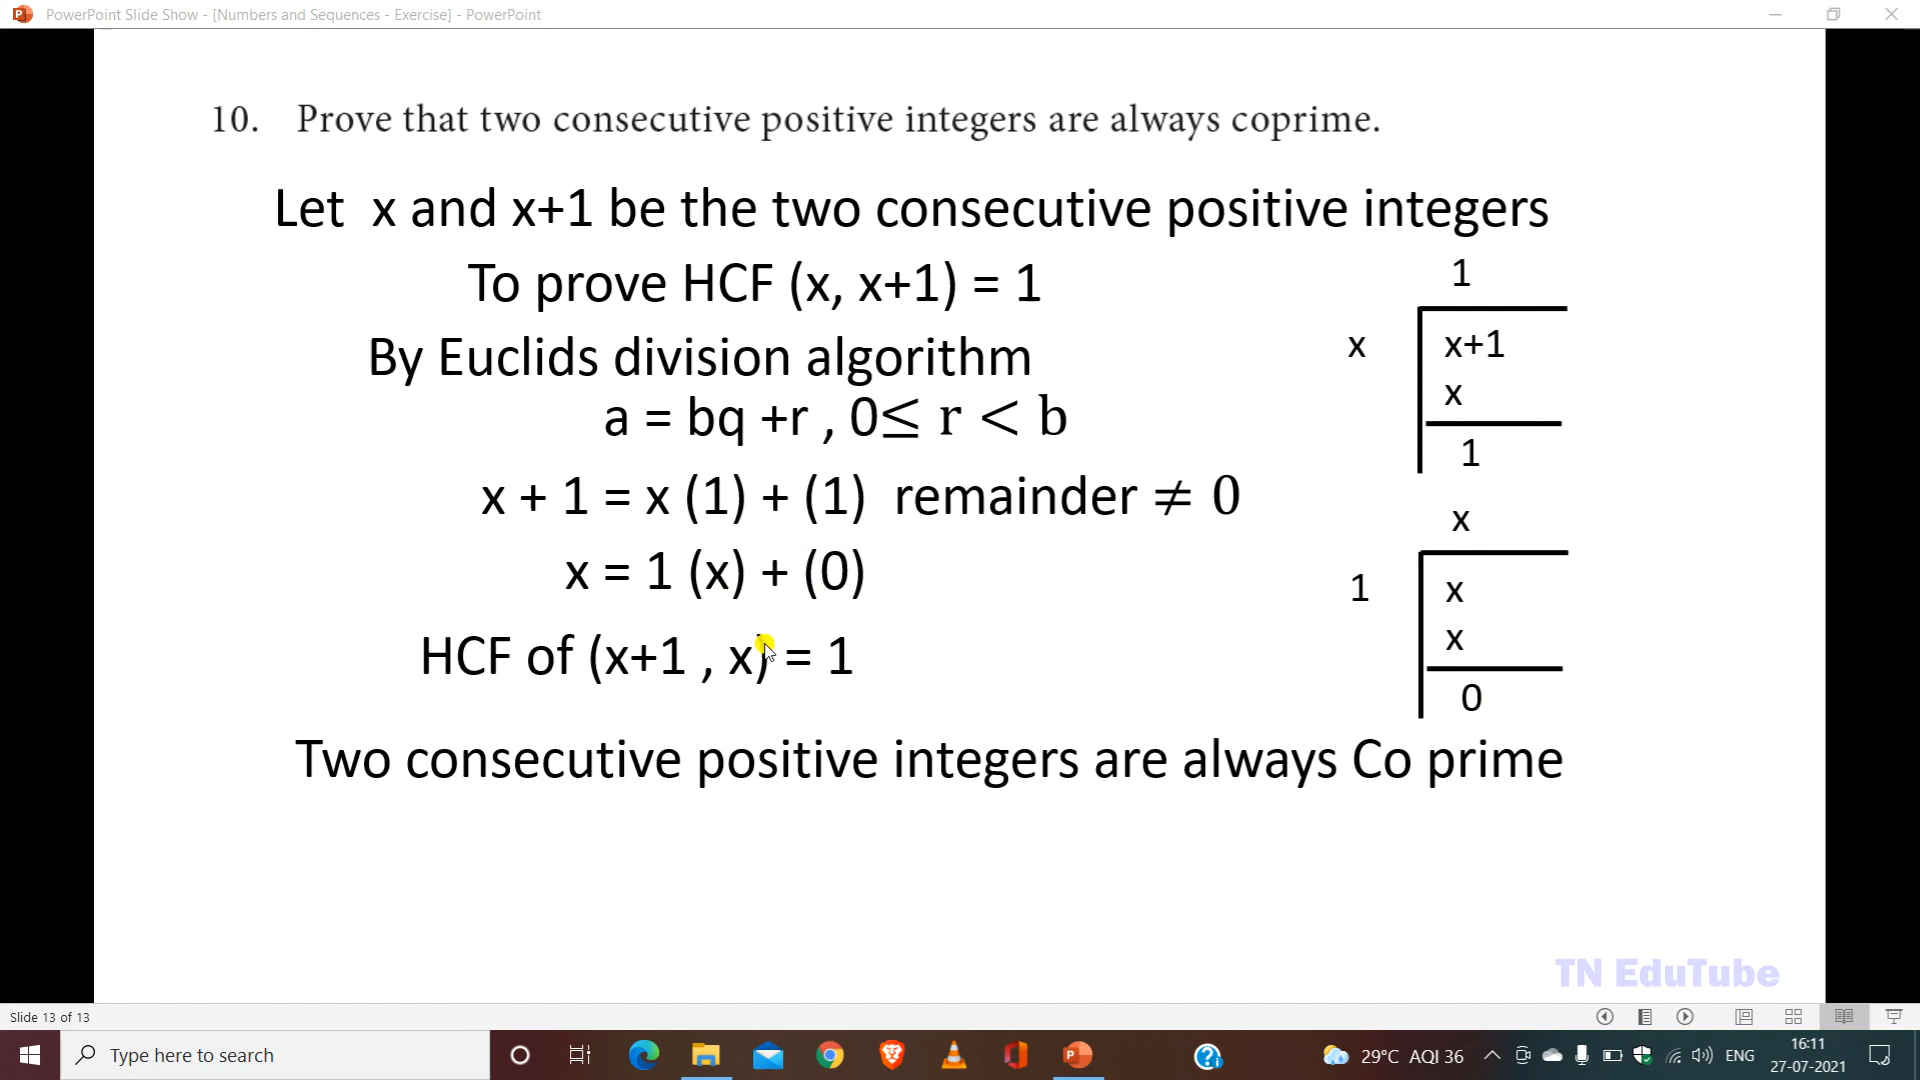 PowerPoint Slide Show - [Numbers and Sequences - Exercise] - PowerPoint
10. Prove that two consecutive positive integers are always coprime.
Let x and x+1 be the two consecutive positive integers
To prove HCF (x, x+1) = 1
By Euclids division algorithm
a = bq +r , 0≤ r < b
x + 1 = x (1) + (1) remainder ≠ 0
x = 1 (x) + (0)
HCF of (x+1 , x) = 1
1
x x+1
x
1
x
1 x
x
0
Two consecutive positive integers are always Co prime
TN EduTube
Slide 13 of 13
Type here to search
29°C AQI 36
ENG
16:11
27-07-2021